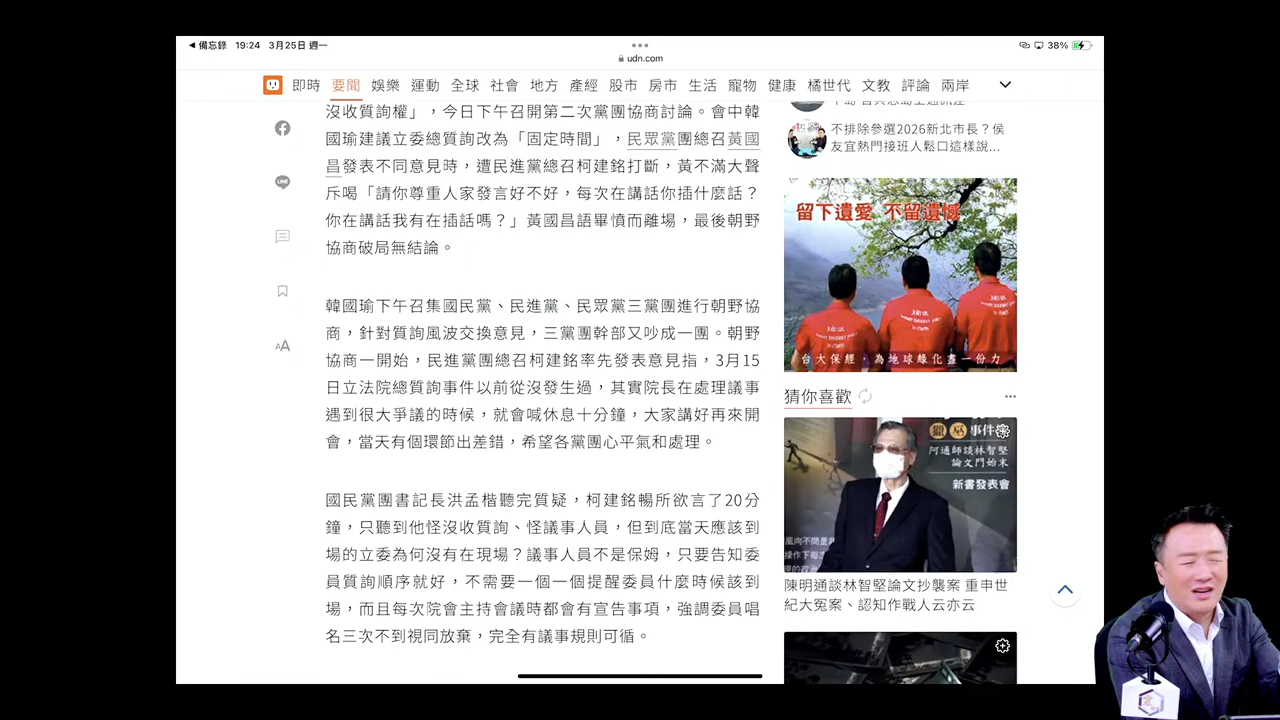 備忘錄 19:24 3月25日 週一
38%
udn.com
即時 要聞 娛樂 運動 全球 社會 地方 產經 股市 房市 生活 寵物 健康 橘世代 文教 評論 兩岸
沒收質詢權」，今日下午召開第二次黨團協商討論。會中韓
國瑜建議立委總質詢改為「固定時間」，民眾黨團總召黃國
昌發表不同意見時，遭民進黨總召柯建銘打斷，黃不滿大聲
斥喝「請你尊重人家發言好不好，每次在講話你插什麼話？
你在講話我有在插話嗎？」黃國昌語畢憤而離場，最後朝野
協商破局無結論。
韓國瑜下午召集國民黨、民進黨、民眾黨三黨團進行朝野協
商，針對質詢風波交換意見，三黨團幹部又吵成一團。朝野
協商一開始，民進黨團總召柯建銘率先發表意見指，3月15
日立法院總質詢事件以前從沒發生過，其實院長在處理議事
遇到很大爭議的時候，就會喊休息十分鐘，大家講好再來開
會，當天有個環節出差錯，希望各黨團心平氣和處理。
國民黨團書記長洪孟楷聽完質疑，柯建銘暢所欲言了20分
鐘，只聽到他怪沒收質詢、怪議事人員，但到底當天應該到
場的立委為何沒有在現場？議事人員不是保姆，只要告知委
員質詢順序就好，不需要一個一個提醒委員什麼時候該到
場，而且每次院會主持會議時都會有宣告事項，強調委員唱
名三次不到視同放棄，完全有議事規則可循。
LINE
AA
不排除參選2026新北市長？侯
友宜熱門接班人鬆口這樣說...
留下遺愛 不留遺憾
台大保經，為地球綠化盡一份力
猜你喜歡
事件
阿通師談林智堅
論文門始末
新書發表會
陳明通談林智堅論文抄襲案 重申世
紀大冤案、認知作戰人云亦云